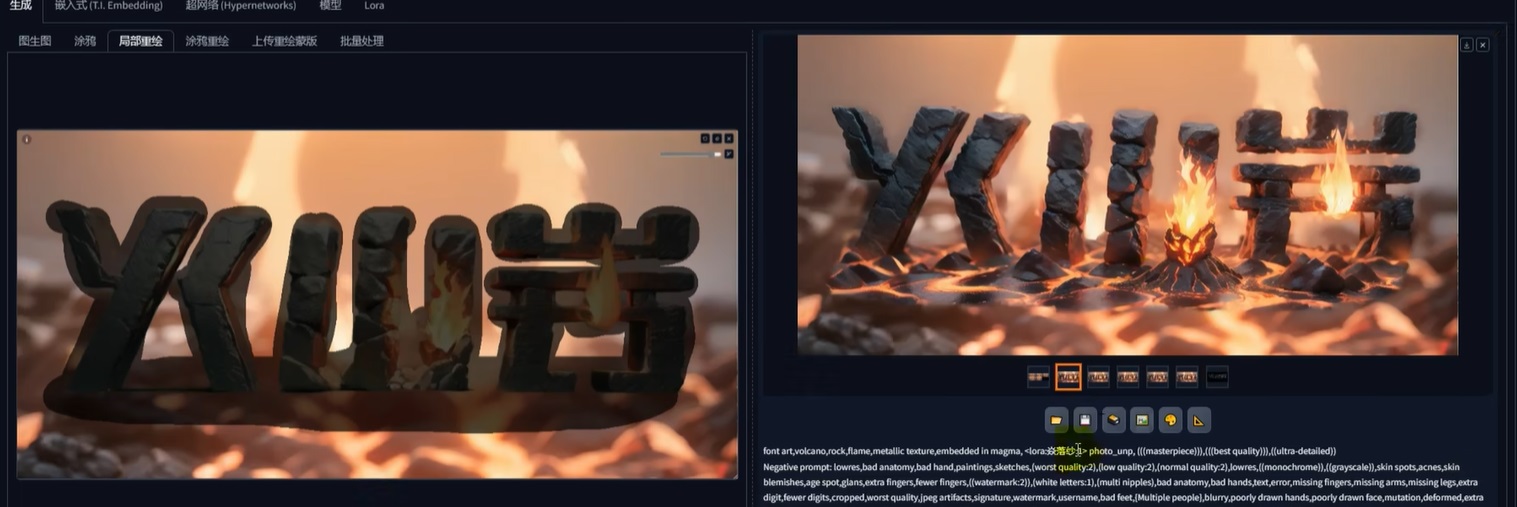 生成 嵌入式 (T.I. Embedding) 超网络 (Hypernetworks) 模型 Lora
图生图 涂鸦 局部重绘 涂鸦重绘 上传重绘蒙版 批量处理
font art,volcano,rock,flame,metallic texture,embedded in magma, <lora: photo_unp, (((masterpiece))),(((best quality))),((ultra-detailed))
Negative prompt: lowres,bad anatomy,bad hand,paintings,sketches,(worst quality:2),(low quality:2),(normal quality:2),lowres,((monochrome)),((grayscale)),skin spots,acnes,skin
blemishes,age spot,glans,extra fingers,fewer fingers,((watermark:2)),(white letters:1),(multi nipples),bad anatomy,bad hands,text,error,missing fingers,missing arms,missing legs,extra
digit,fewer digits,cropped,worst quality,jpeg artifacts,signature,watermark,username,bad feet,{Multiple people},blurry,poorly drawn hands,poorly drawn face,mutation,deformed,extra